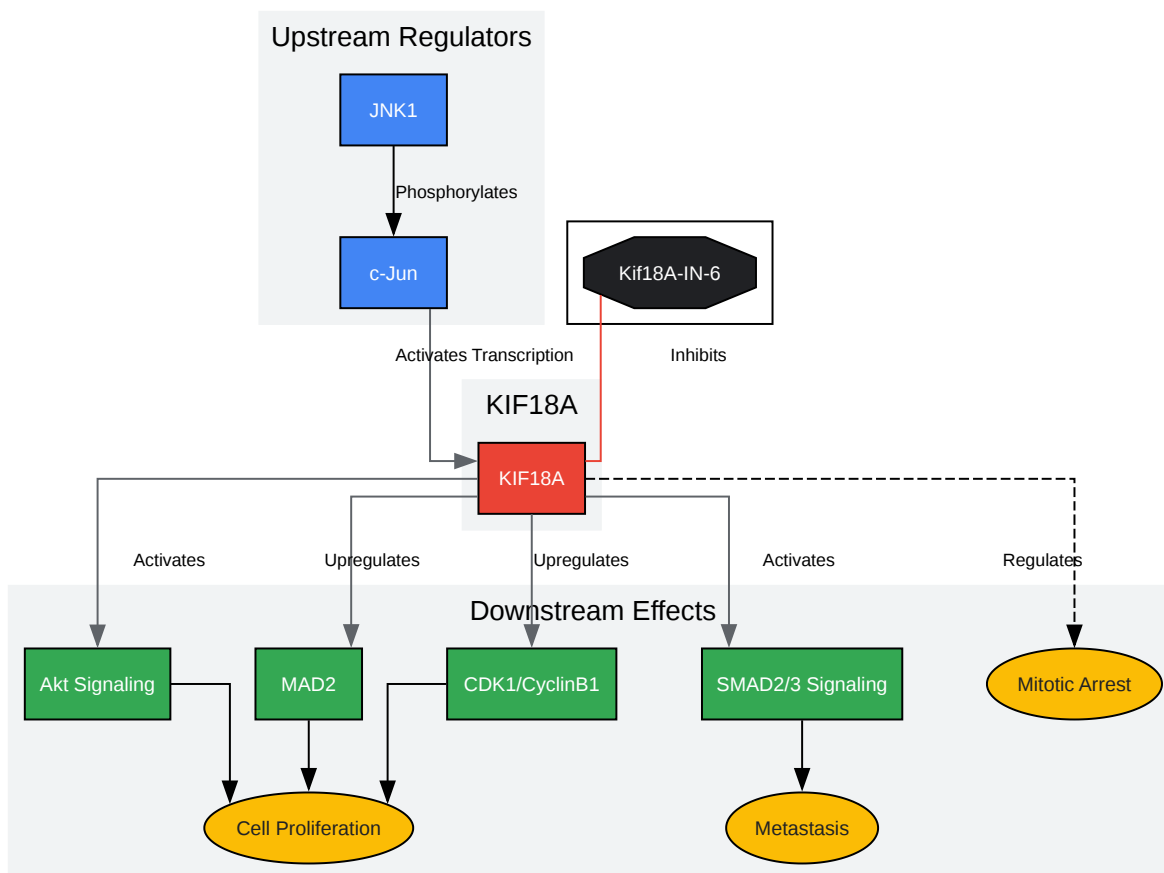 Upstream Regulators
JNK1
Phosphorylates
c-Jun
Kif18A-IN-6
Activates Transcription
Inhibits
KIF18A
KIF18A
Activates
Upregulates
Upregulates
Activates
Regulates
Downstream Effects
Akt Signaling
MAD2
CDK1/CyclinB1
SMAD2/3 Signaling
Mitotic Arrest
Cell Proliferation
Metastasis